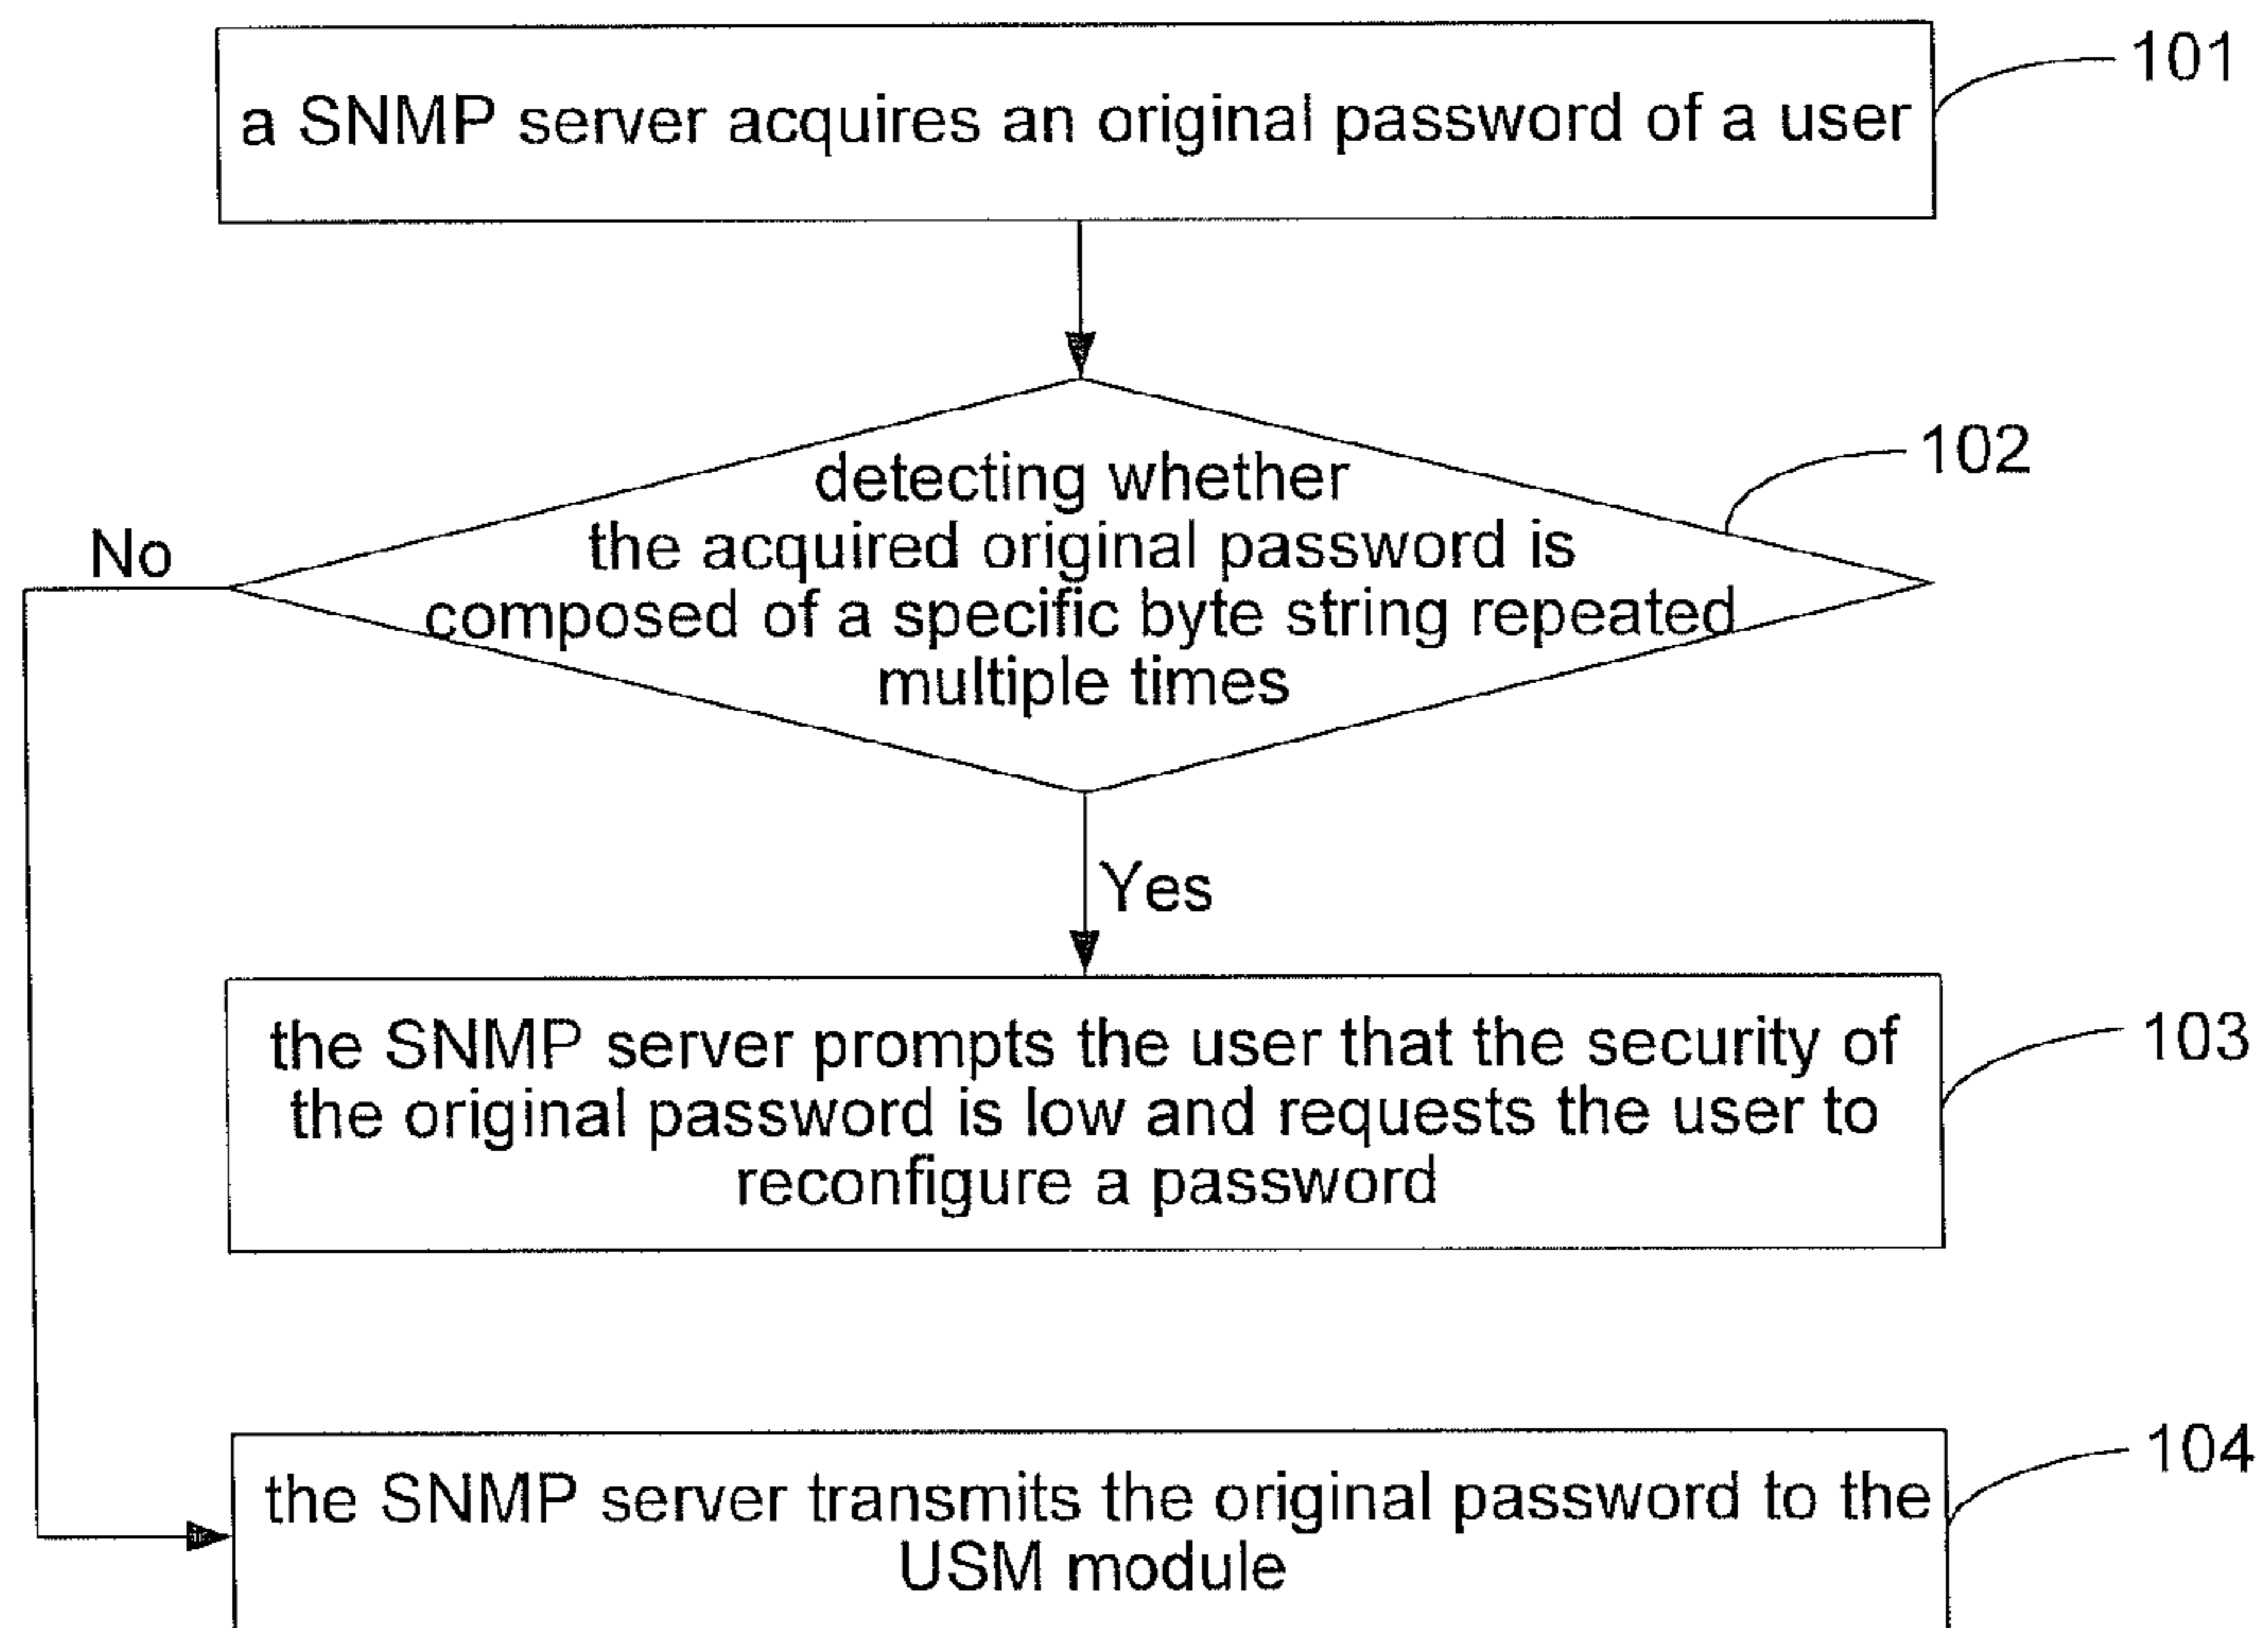 a SNMP server acquires an original password of a user
101
detecting whether
the acquired original password is
composed of a specific byte string repeated
multiple times
102
No
Yes
the SNMP server prompts the user that the security of
the original password is low and requests the user to
reconfigure a password
103
the SNMP server transmits the original password to the
USM module
104